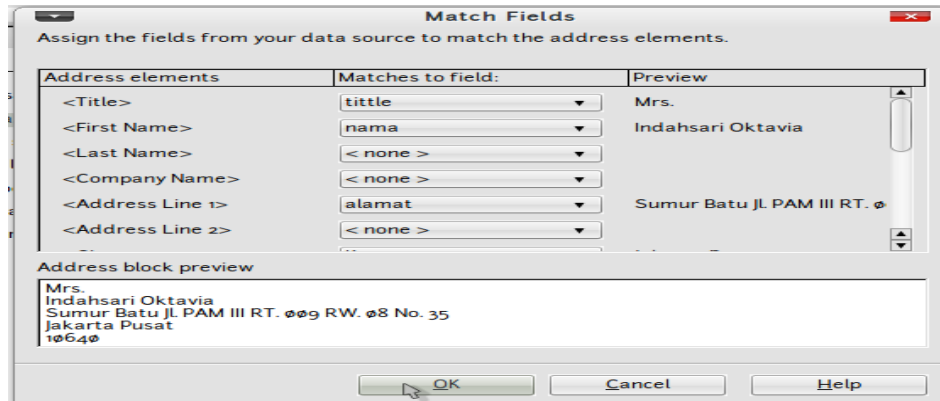 Match Fields
Assign the fields from your data source to match the address elements.
Address elements Matches to field: Preview
<Title> tittle Mrs.
<First Name> nama Indahsari Oktavia
<Last Name> < none >
<Company Name> < none >
<Address Line 1> alamat Sumur Batu Jl. PAM III RT. 0
<Address Line 2> < none >
Address block preview
Mrs.
Indahsari Oktavia
Sumur Batu Jl. PAM III RT. 009 RW. 08 No. 35
Jakarta Pusat
10640
OK Cancel Help